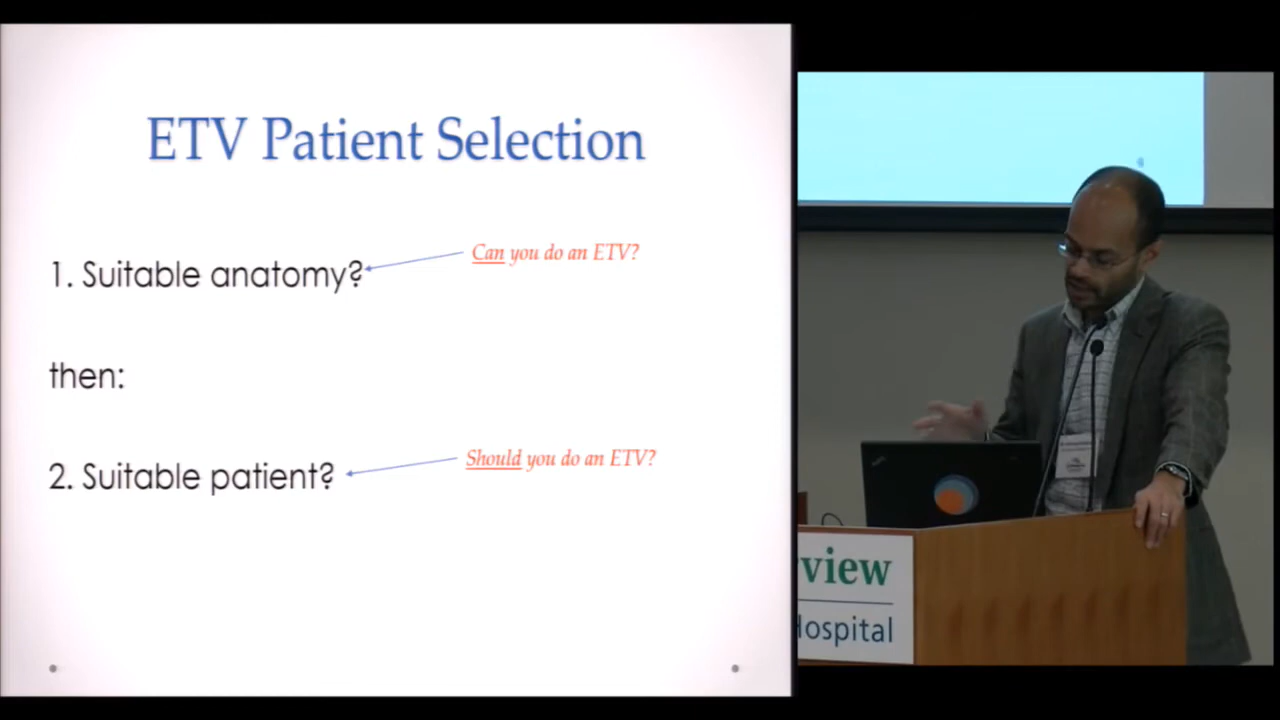 ETV Patient Selection
1. Suitable anatomy?
Can you do an ETV?
then:
2. Suitable patient?
Should you do an ETV?
view
Hospital